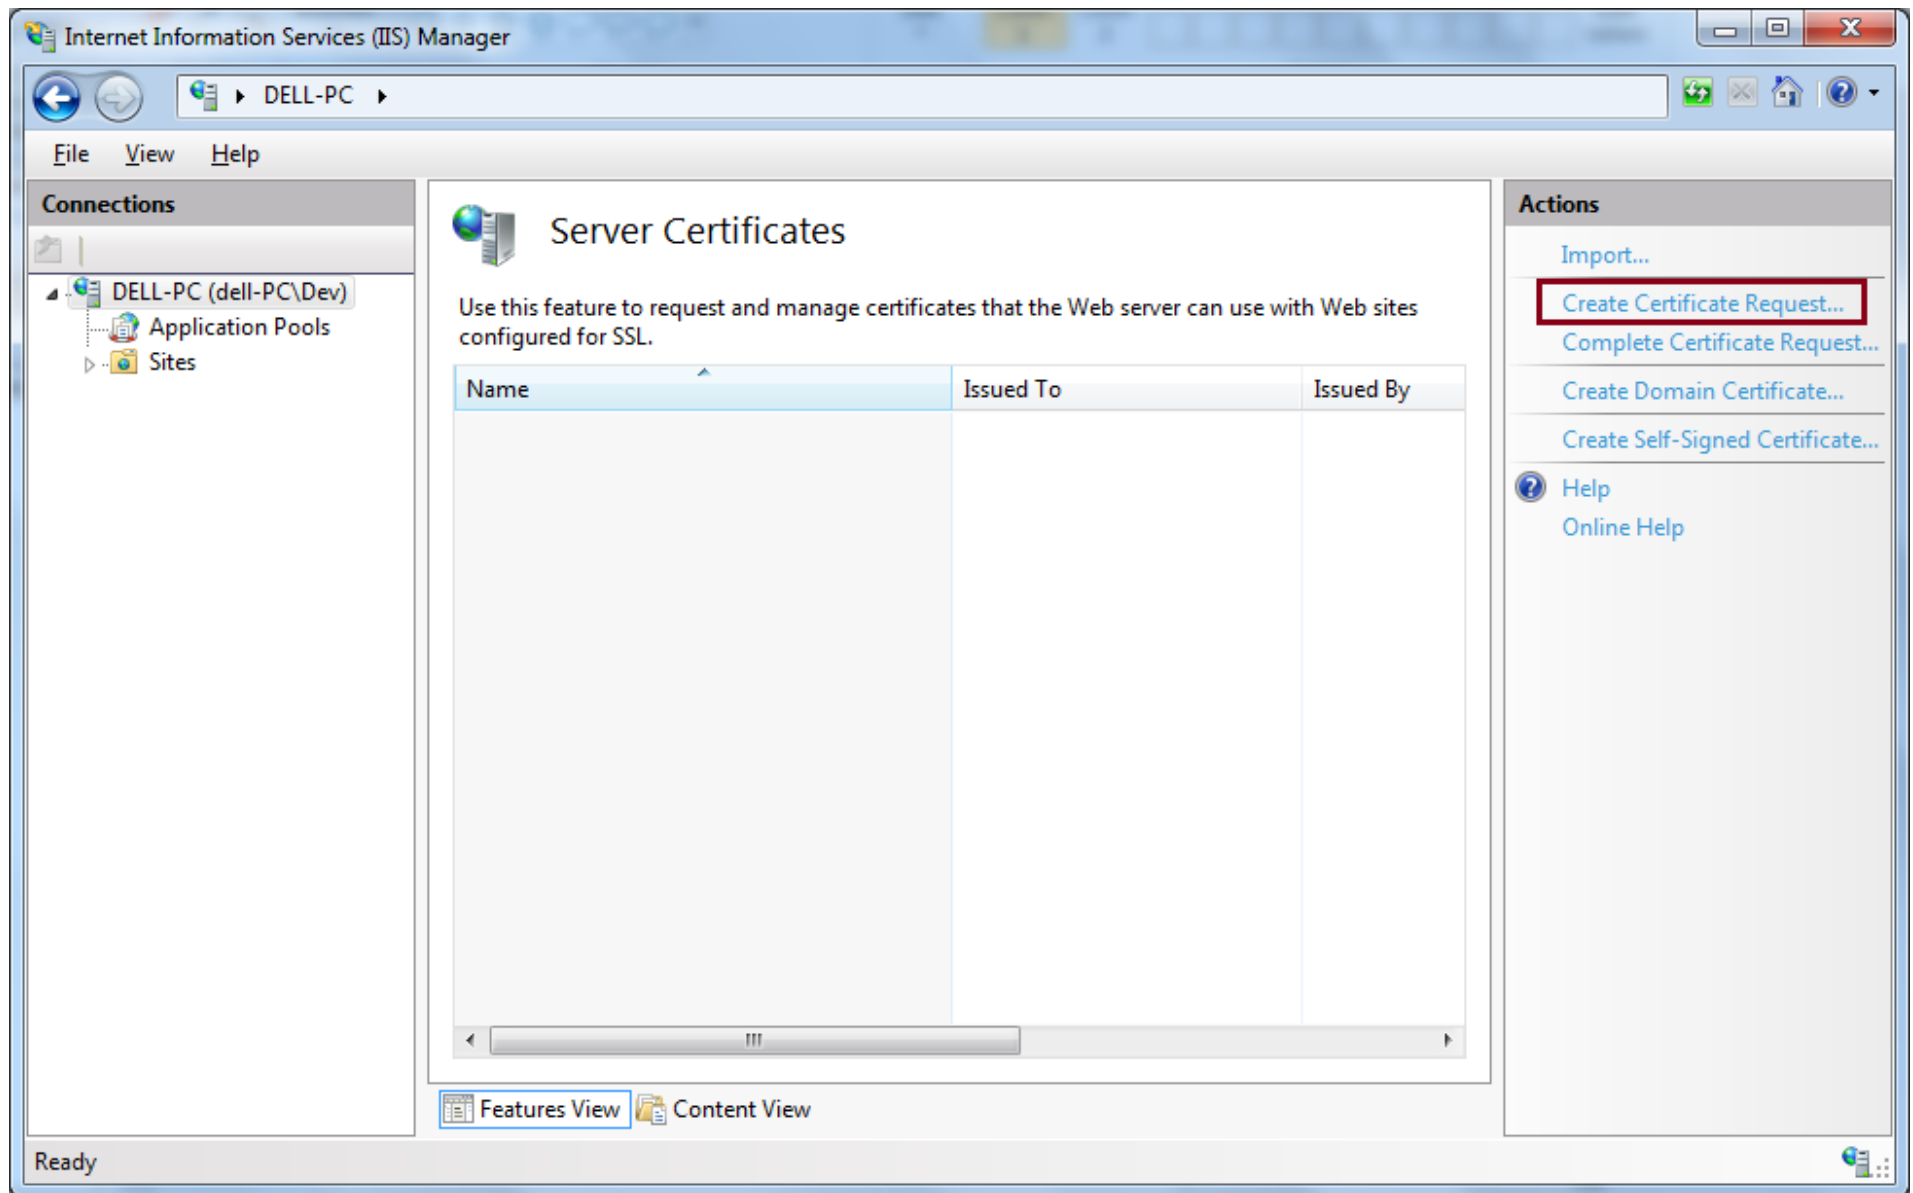 Internet Information Services (IIS) Manager
DELL-PC
File View Help
Connections
DELL-PC (dell-PC\Dev)
Application Pools
Sites
Server Certificates
Use this feature to request and manage certificates that the Web server can use with Web sites
configured for SSL.
Name Issued To Issued By
Features View Content View
Actions
Import...
Create Certificate Request...
Complete Certificate Request...
Create Domain Certificate...
Create Self-Signed Certificate...
Help
Online Help
Ready